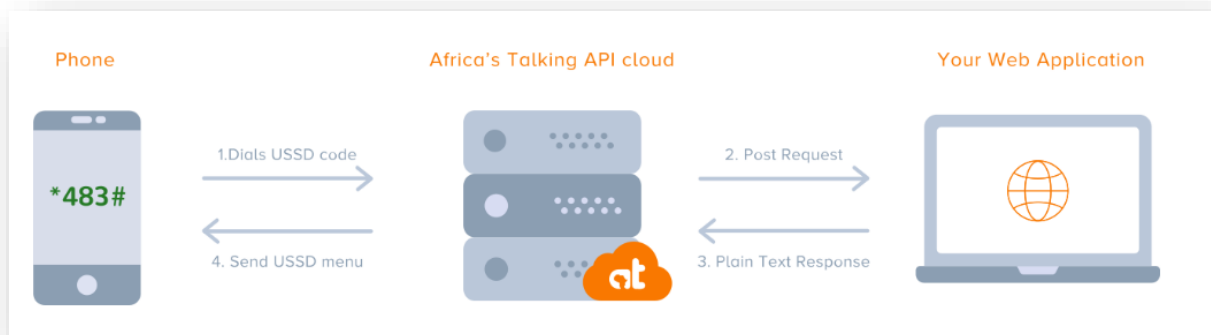 Phone
Africa's Talking API cloud
Your Web Application
1.Dials USSD code
2. Post Request
*483#
4. Send USSD menu
3. Plain Text Response
at